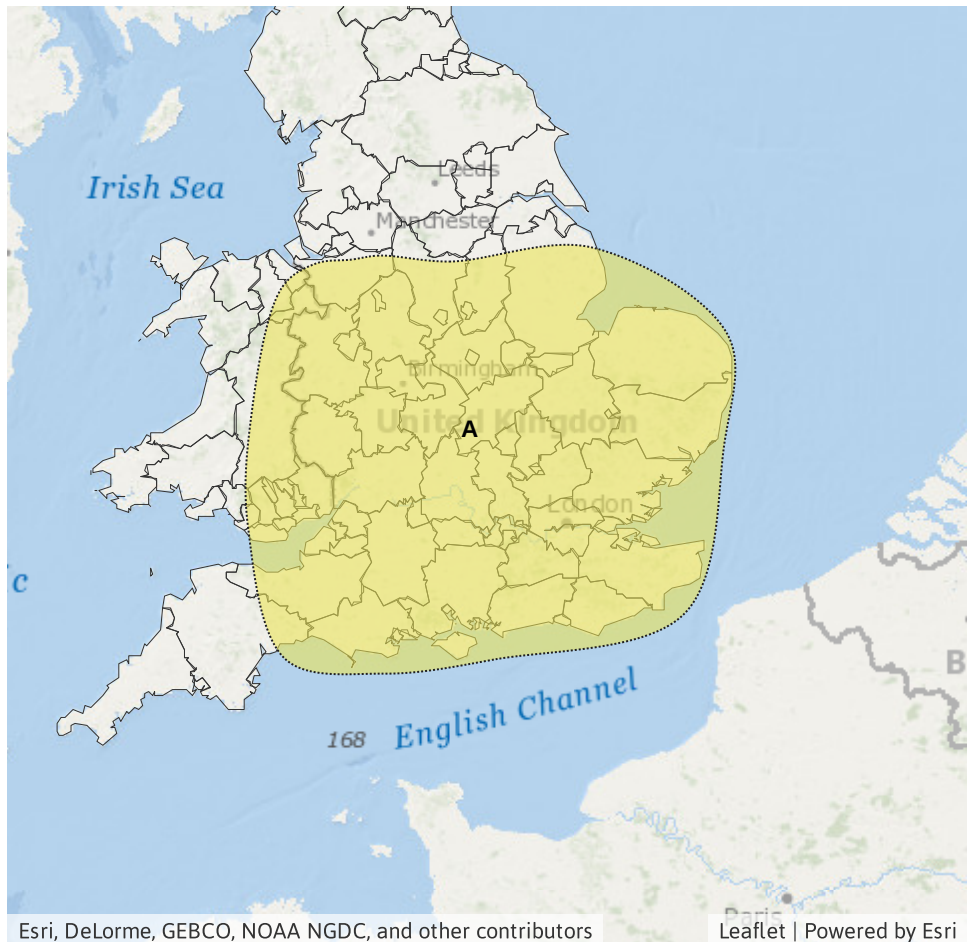 Leeds
Irish Sea
Manchester
Birmingham
United Kingdom
A
London
c
B
English Channel
168
Paris
Esri, DeLorme, GEBCO, NOAA NGDC, and other contributors
Leaflet | Powered by Esri